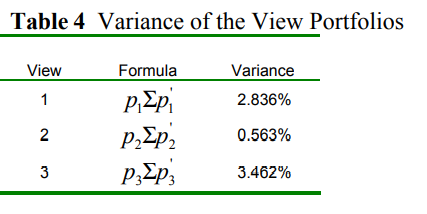 Table 4 Variance of the View Portfolios
View Formula Variance
1 p₁Σp₁' 2.836%
2 p₂Σp₂' 0.563%
3 p₃Σp₃' 3.462%